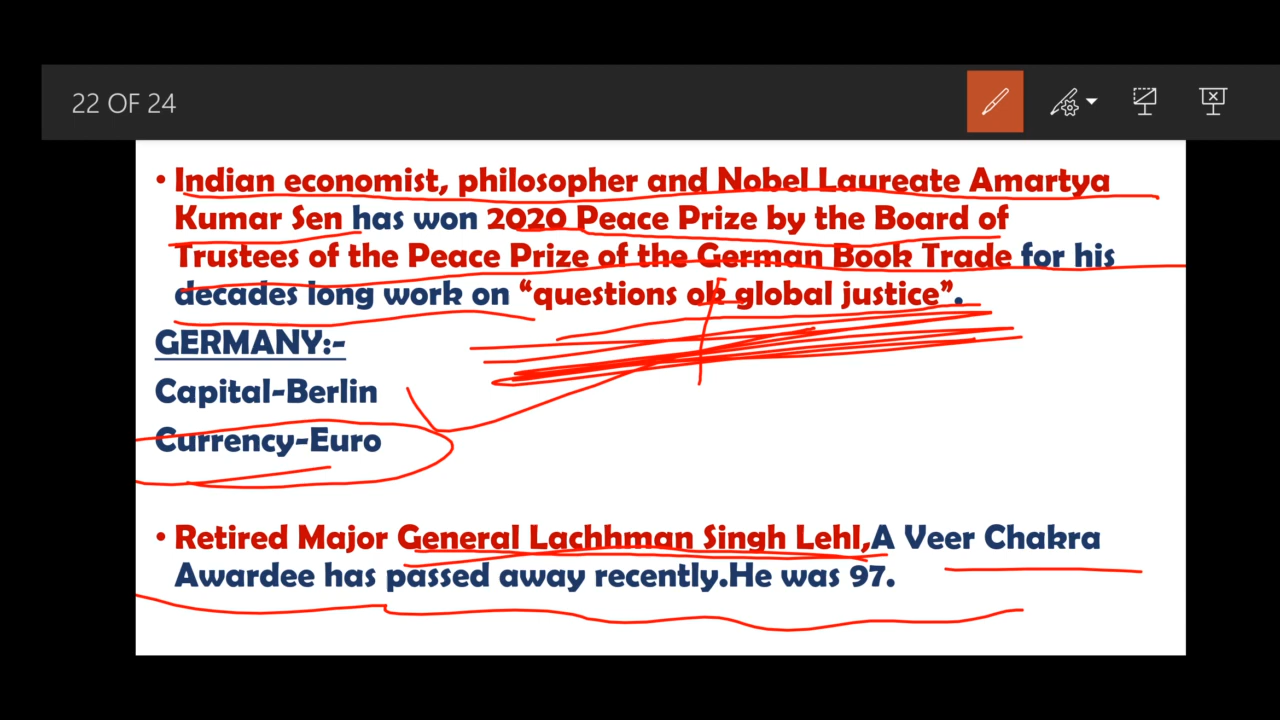 22 OF 24
• Indian economist, philosopher and Nobel Laureate Amartya
Kumar Sen has won 2020 Peace Prize by the Board of
Trustees of the Peace Prize of the German Book Trade for his
decades long work on “questions of global justice”.
GERMANY:-
Capital-Berlin
Currency-Euro
• Retired Major General Lachhman Singh Lehl,A Veer Chakra
Awardee has passed away recently.He was 97.